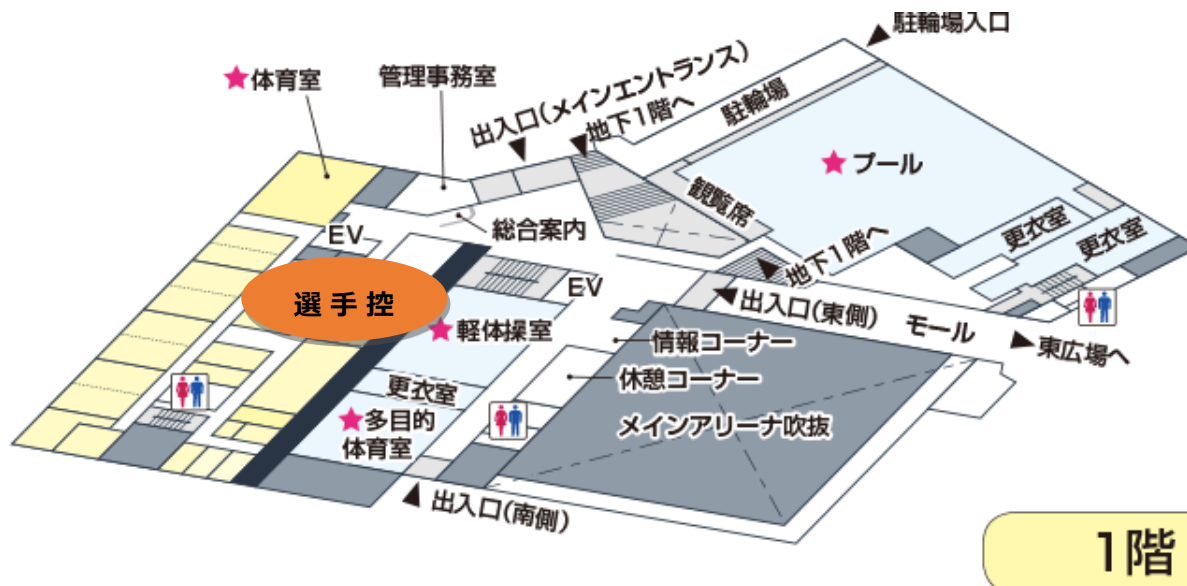 駐輪場入口
★体育室
管理事務室
出入口(メインエントランス)
地下1階へ
駐輪場
★プール
観覧席
総合案内
EV
更衣室
更衣室
地下1階へ
EV
選手控
出入口(東側)
モール
★軽体操室
情報コーナー
東広場へ
休憩コーナー
更衣室
★多目的
体育室
メインアリーナ吹抜
出入口(南側)
1階